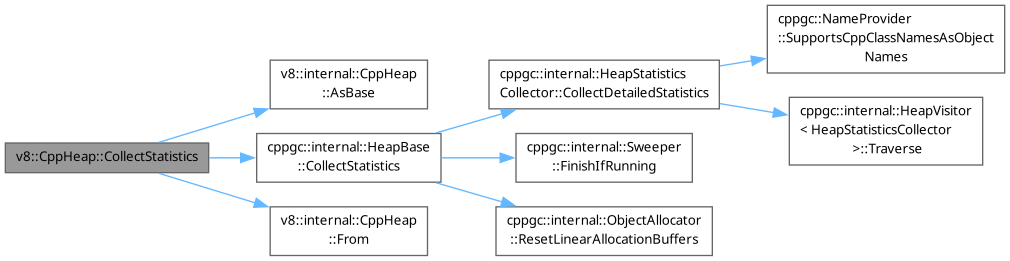 v8::CppHeap::CollectStatistics
v8::internal::CppHeap
::AsBase
cppgc::internal::HeapBase
::CollectStatistics
v8::internal::CppHeap
::From
cppgc::internal::HeapStatistics
Collector::CollectDetailedStatistics
cppgc::internal::Sweeper
::FinishIfRunning
cppgc::internal::ObjectAllocator
::ResetLinearAllocationBuffers
cppgc::NameProvider
::SupportsCppClassNamesAsObject
Names
cppgc::internal::HeapVisitor
< HeapStatisticsCollector
>::Traverse